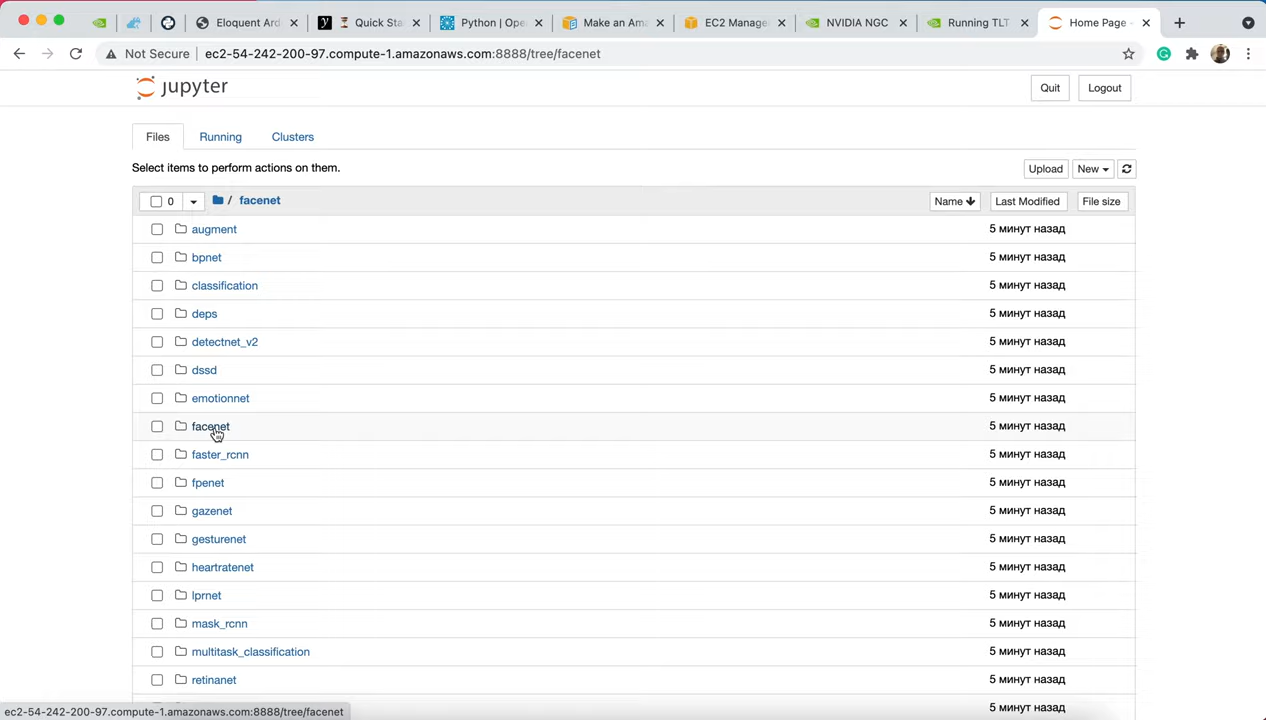 Eloquent Ard
Quick Sta
Python | Ope
Make an Ama
EC2 Manage
NVIDIA NGC
Running TLT
Home Page -
Not Secure
ec2-54-242-200-97.compute-1.amazonaws.com:8888/tree/facenet
jupyter
Quit
Logout
Files
Running
Clusters
Select items to perform actions on them.
Upload
New
0
/ facenet
Name
Last Modified
File size
augment 5 минут назад
bpnet 5 минут назад
classification 5 минут назад
deps 5 минут назад
detectnet_v2 5 минут назад
dssd 5 минут назад
emotionnet 5 минут назад
facenet 5 минут назад
faster_rcnn 5 минут назад
fpenet 5 минут назад
gazenet 5 минут назад
gesturenet 5 минут назад
heartratenet 5 минут назад
lprnet 5 минут назад
mask_rcnn 5 минут назад
multitask_classification 5 минут назад
retinanet 5 минут назад
5 минут назад
ec2-54-242-200-97.compute-1.amazonaws.com:8888/tree/facenet